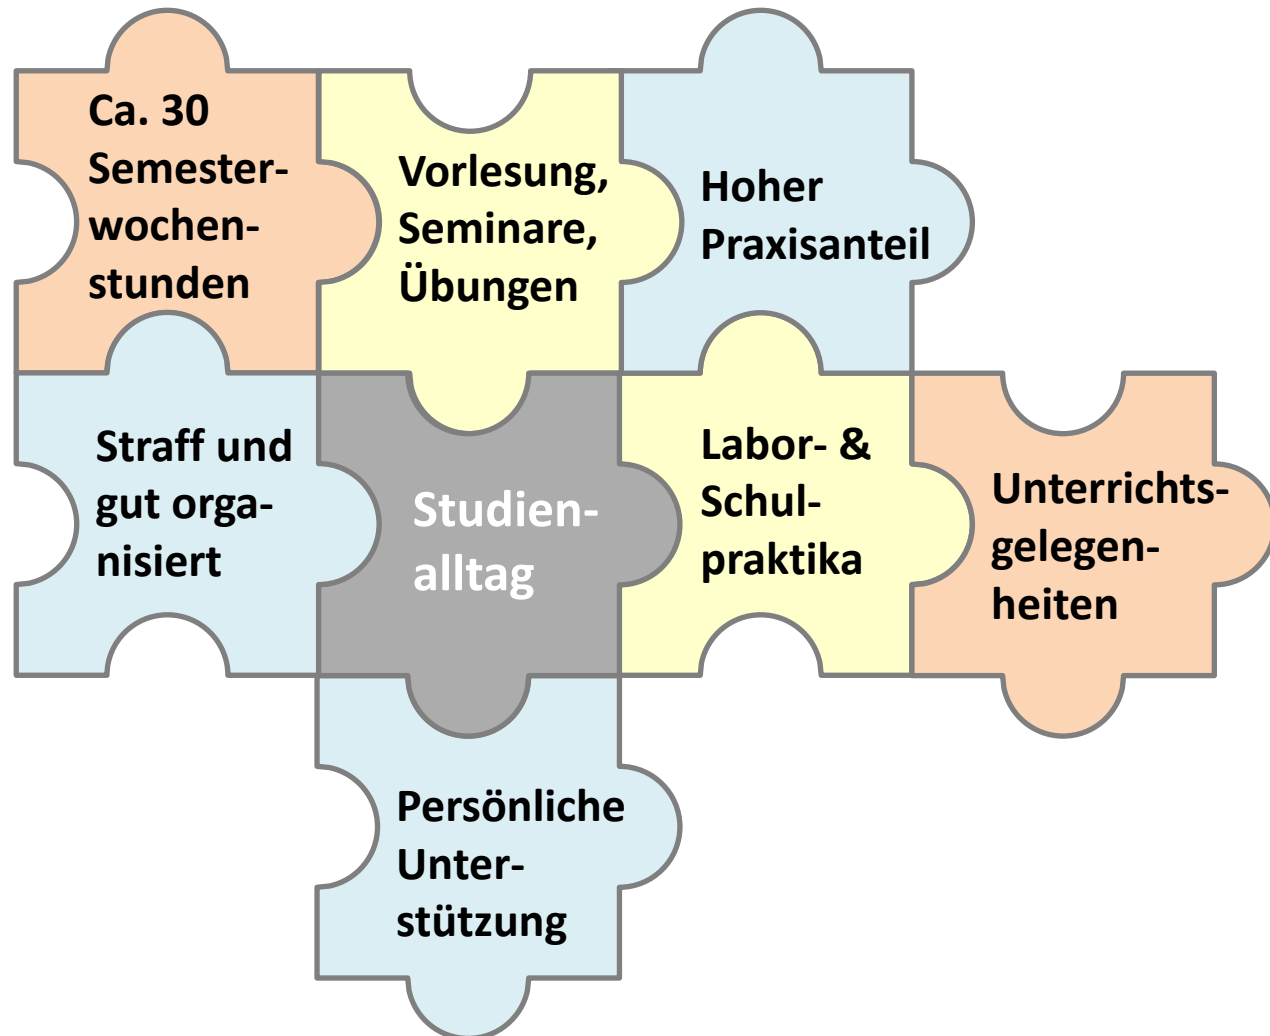 Ca. 30
Semester-
wochen-
stunden
Vorlesung,
Seminare,
Übungen
Hoher
Praxisanteil
Straff und
gut orga-
nisiert
Studien-
alltag
Labor- &
Schul-
praktika
Unterrichts-
gelegen-
heiten
Persönliche
Unter-
stützung